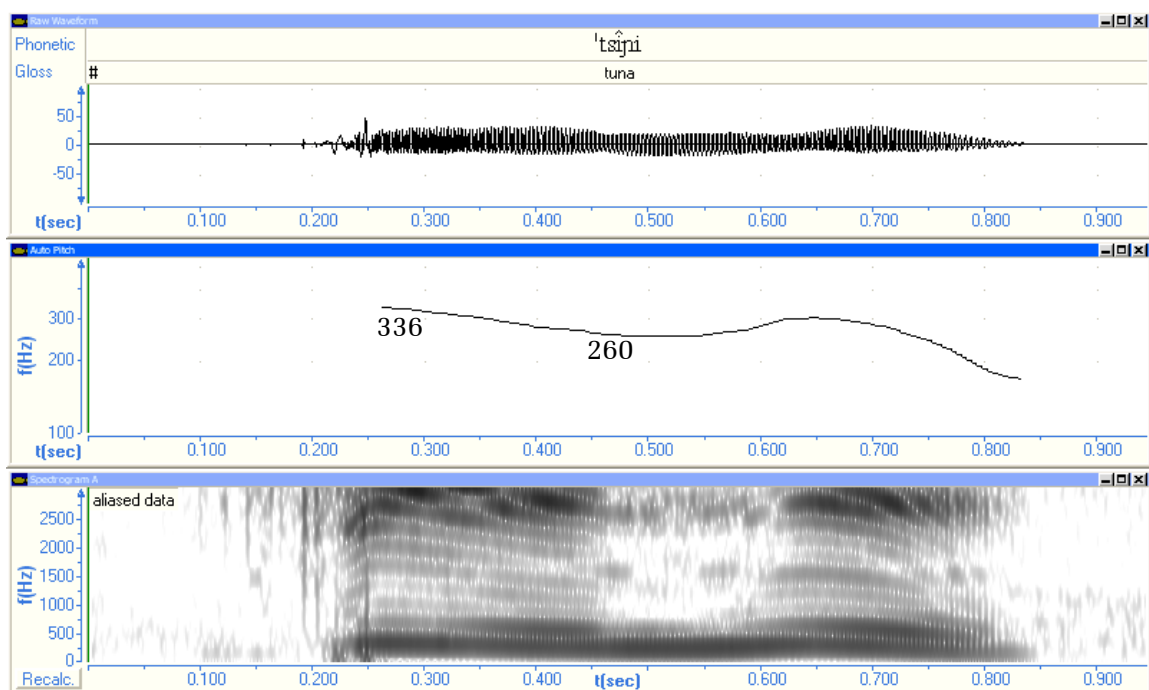 Raw Waveform
Phonetic ˈtsîɲi
Gloss # tuna
50
0
-50
t(sec) 0.100 0.200 0.300 0.400 0.500 0.600 0.700 0.800 0.900
Auto Pitch
300
336
260
200
f(Hz)
100
t(sec) 0.100 0.200 0.300 0.400 0.500 0.600 0.700 0.800 0.900
Spectrogram A
aliased data
2500
2000
1500
f(Hz)
1000
500
0
Recalc. 0.100 0.200 0.300 0.400 t(sec) 0.600 0.700 0.800 0.900